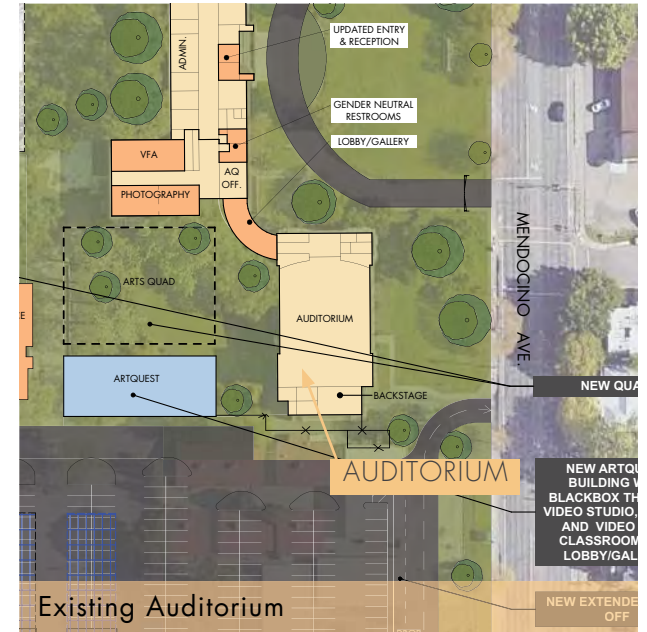 UPDATED ENTRY
& RECEPTION
ADMIN.
GENDER NEUTRAL
RESTROOMS
LOBBY/GALLERY
VFA
AQ
OFF.
PHOTOGRAPHY
MENDOCINO AVE.
ARTS QUAD
CE
AUDITORIUM
ARTQUEST
NEW QUA
BACKSTAGE
AUDITORIUM
NEW ARTQU
BUILDING W
BLACKBOX TH
VIDEO STUDIO,
AND VIDEO
CLASSROOM
LOBBY/GAL
Existing Auditorium
NEW EXTENDE
OFF